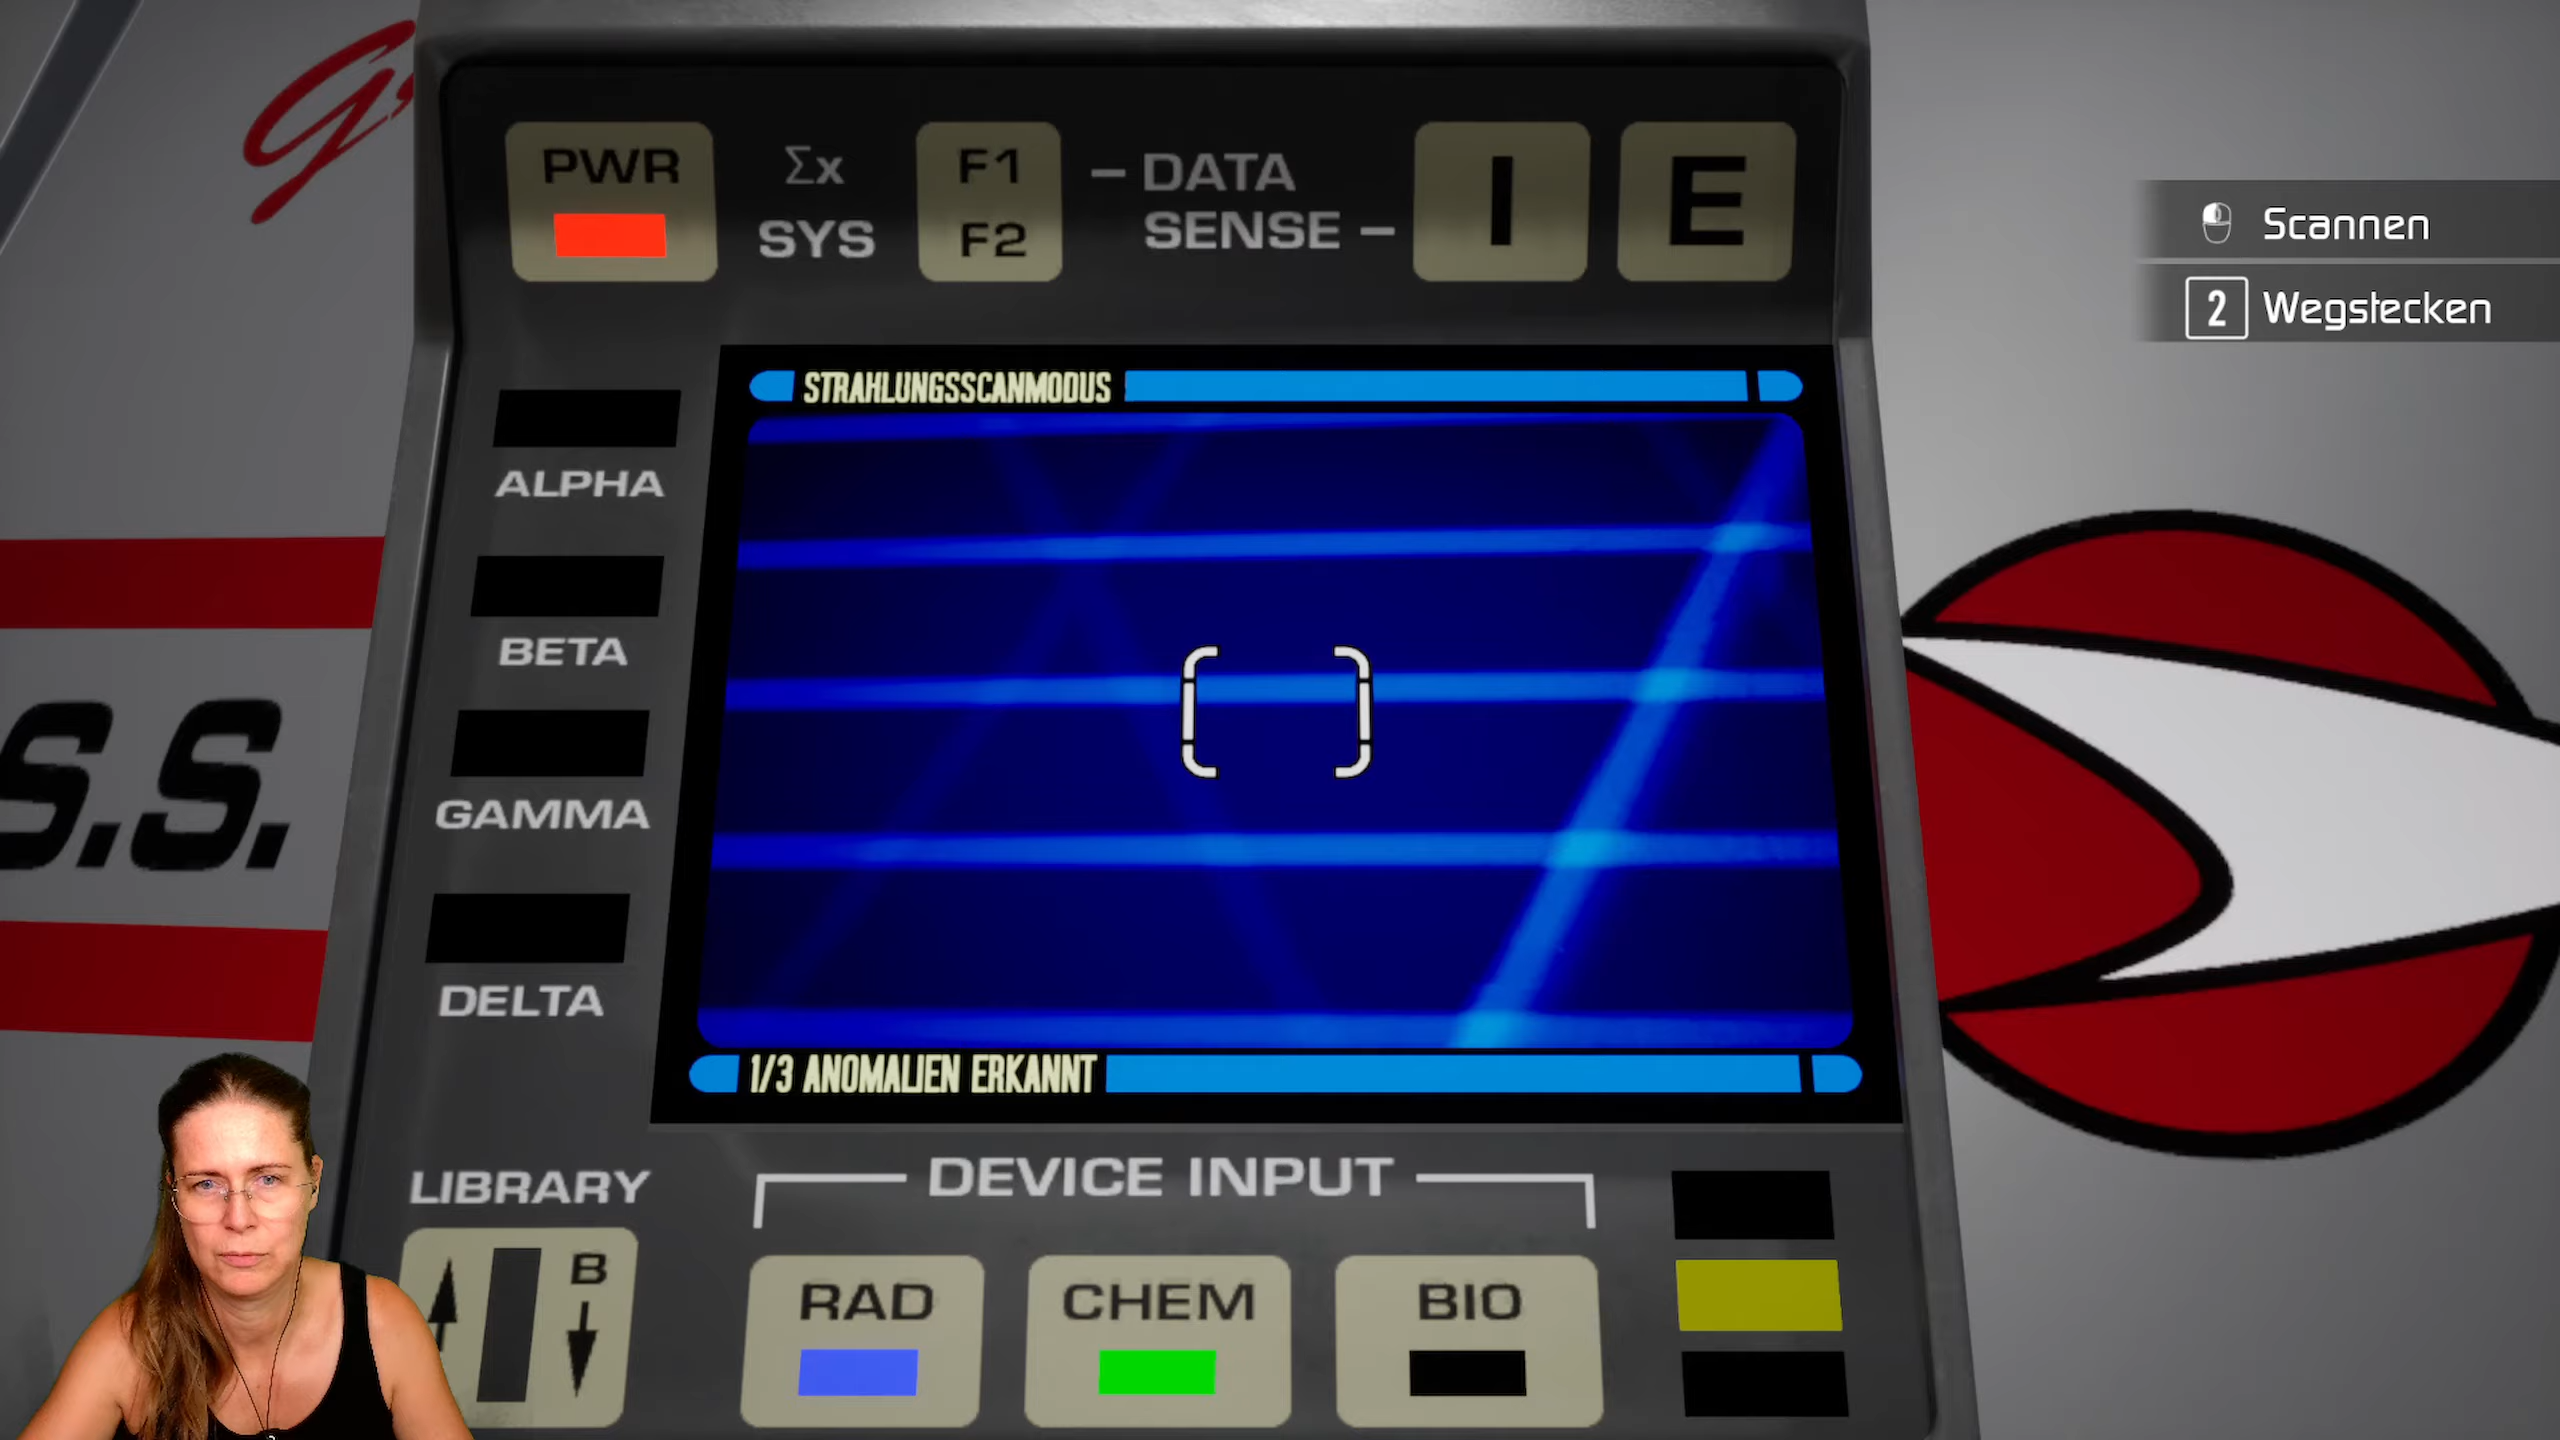 PWR
Σx
SYS
F1
F2
– DATA
SENSE –
I
E
Scannen
2 Wegstecken
STRAHLUNGSSCANMODUS
ALPHA
BETA
GAMMA
DELTA
S.S.
1/3 ANOMALIEN ERKANNT
LIBRARY
B
DEVICE INPUT
RAD
CHEM
BIO